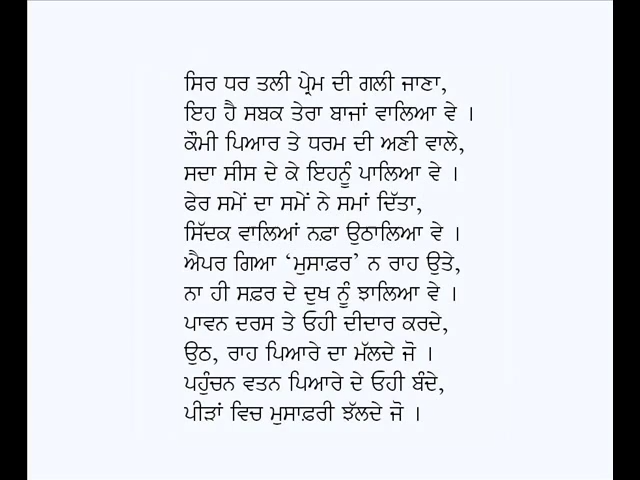 ਸਿਰ ਧਰ ਤਲੀ ਪ੍ਰੇਮ ਦੀ ਗਲੀ ਜਾਣਾ,
ਇਹ ਹੈ ਸਬਕ ਤੇਰਾ ਬਾਜਾਂ ਵਾਲਿਆ ਵੇ ।
ਕੌਮੀ ਪਿਆਰ ਤੇ ਧਰਮ ਦੀ ਅਣੀ ਵਾਲੇ,
ਸਦਾ ਸੀਸ ਦੇ ਕੇ ਇਹਨੂੰ ਪਾਲਿਆ ਵੇ ।
ਫੇਰ ਸਮੇਂ ਦਾ ਸਮੇਂ ਨੇ ਸਮਾਂ ਦਿੱਤਾ,
ਸਿੱਦਕ ਵਾਲਿਆਂ ਨਫ਼ਾ ਉਠਾਲਿਆ ਵੇ ।
ਐਪਰ ਗਿਆ ‘ਮੁਸਾਫ਼ਰ’ ਨ ਰਾਹ ਉਤੇ,
ਨਾ ਹੀ ਸਫ਼ਰ ਦੇ ਦੁਖ ਨੂੰ ਝਾਲਿਆ ਵੇ ।
ਪਾਵਨ ਦਰਸ ਤੇ ਓਹੀ ਦੀਦਾਰ ਕਰਦੇ,
ਉਠ, ਰਾਹ ਪਿਆਰੇ ਦਾ ਮੱਲਦੇ ਜੋ ।
ਪਹੁੰਚਨ ਵਤਨ ਪਿਆਰੇ ਦੇ ਓਹੀ ਬੰਦੇ,
ਪੀੜਾਂ ਵਿਚ ਮੁਸਾਫ਼ਰੀ ਝੱਲਦੇ ਜੋ ।